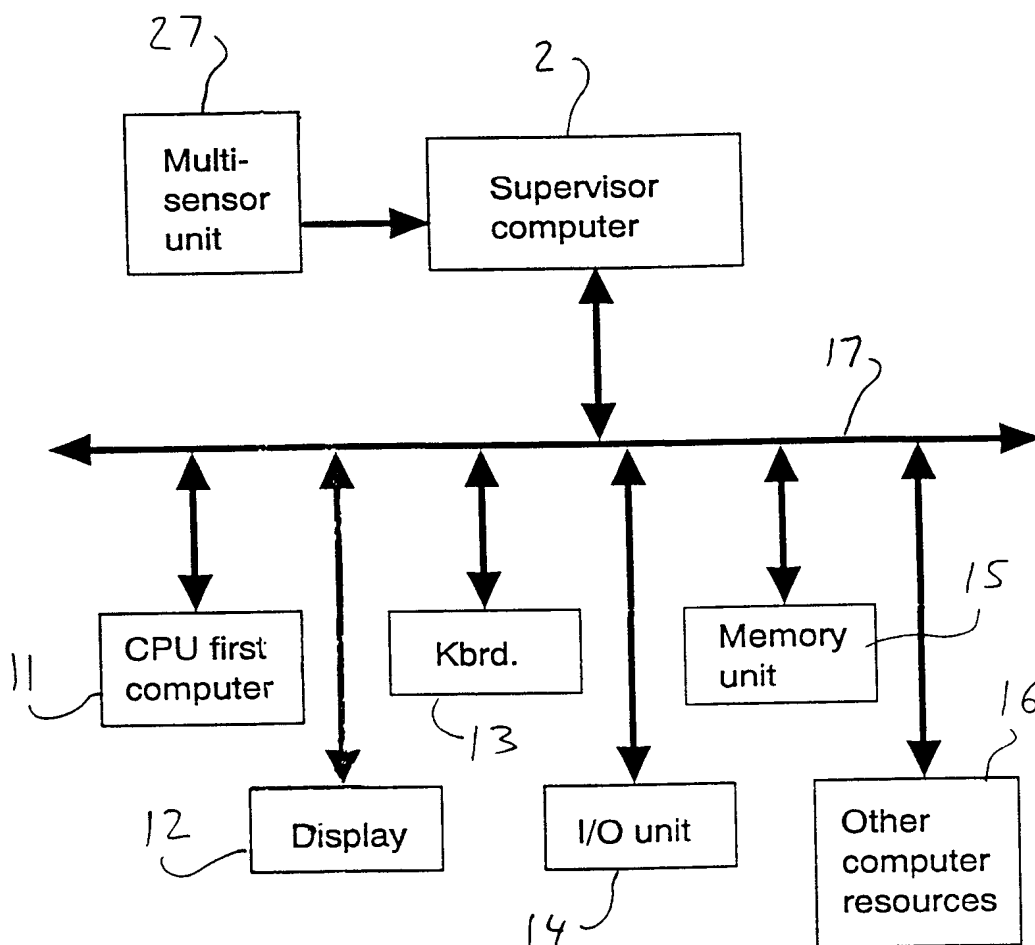 27
2
Multi-
sensor
unit
Supervisor
computer
17
15
CPU first
computer
Kbrd.
Memory
unit
11
13
16
12
Display
I/O unit
Other
computer
resources
14